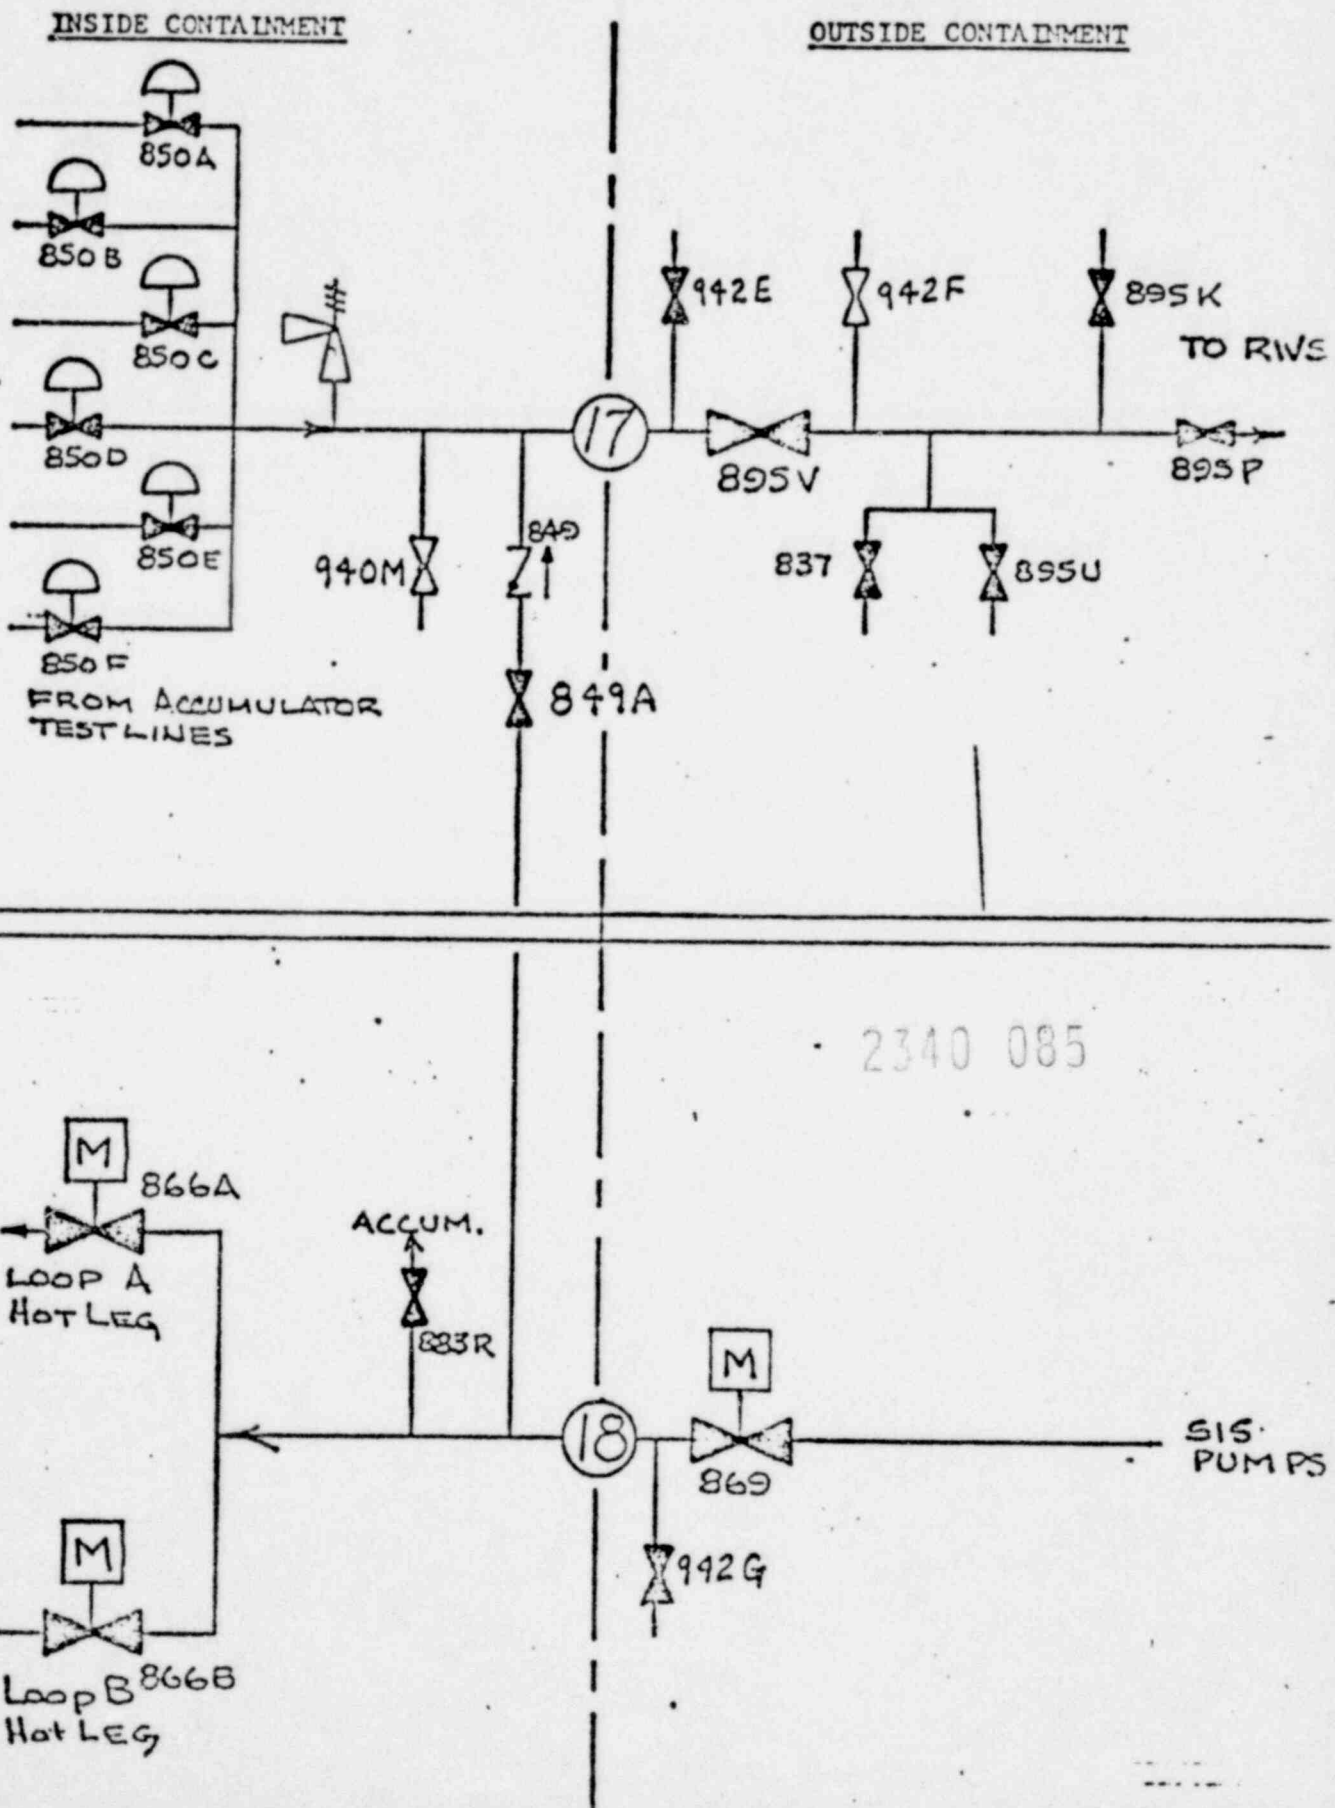 INSIDE CONTAINMENT
OUTSIDE CONTAINMENT
850A
850B
850C
850D
850E
850F
FROM ACCUMULATOR
TEST LINES
940M
849
849A
17
942E
942F
895K
TO RWS
895V
895P
837
895U
2340 085
M
866A
LOOP A
HOT LEG
ACCUM.
883R
M
18
869
SIS.
PUMPS
942G
M
866B
Loop B
Hot LEG